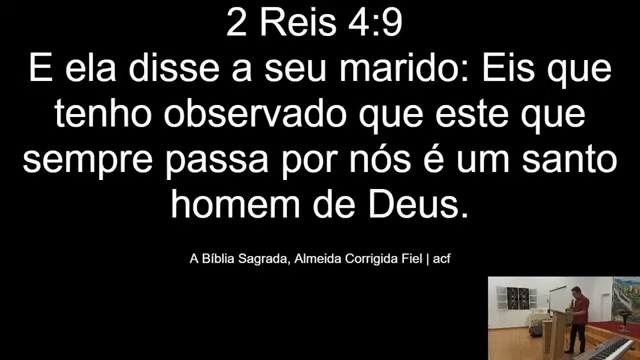 2 Reis 4:9
E ela disse a seu marido: Eis que
tenho observado que este que
sempre passa por nós é um santo
homem de Deus.
A Bíblia Sagrada, Almeida Corrigida Fiel | acf